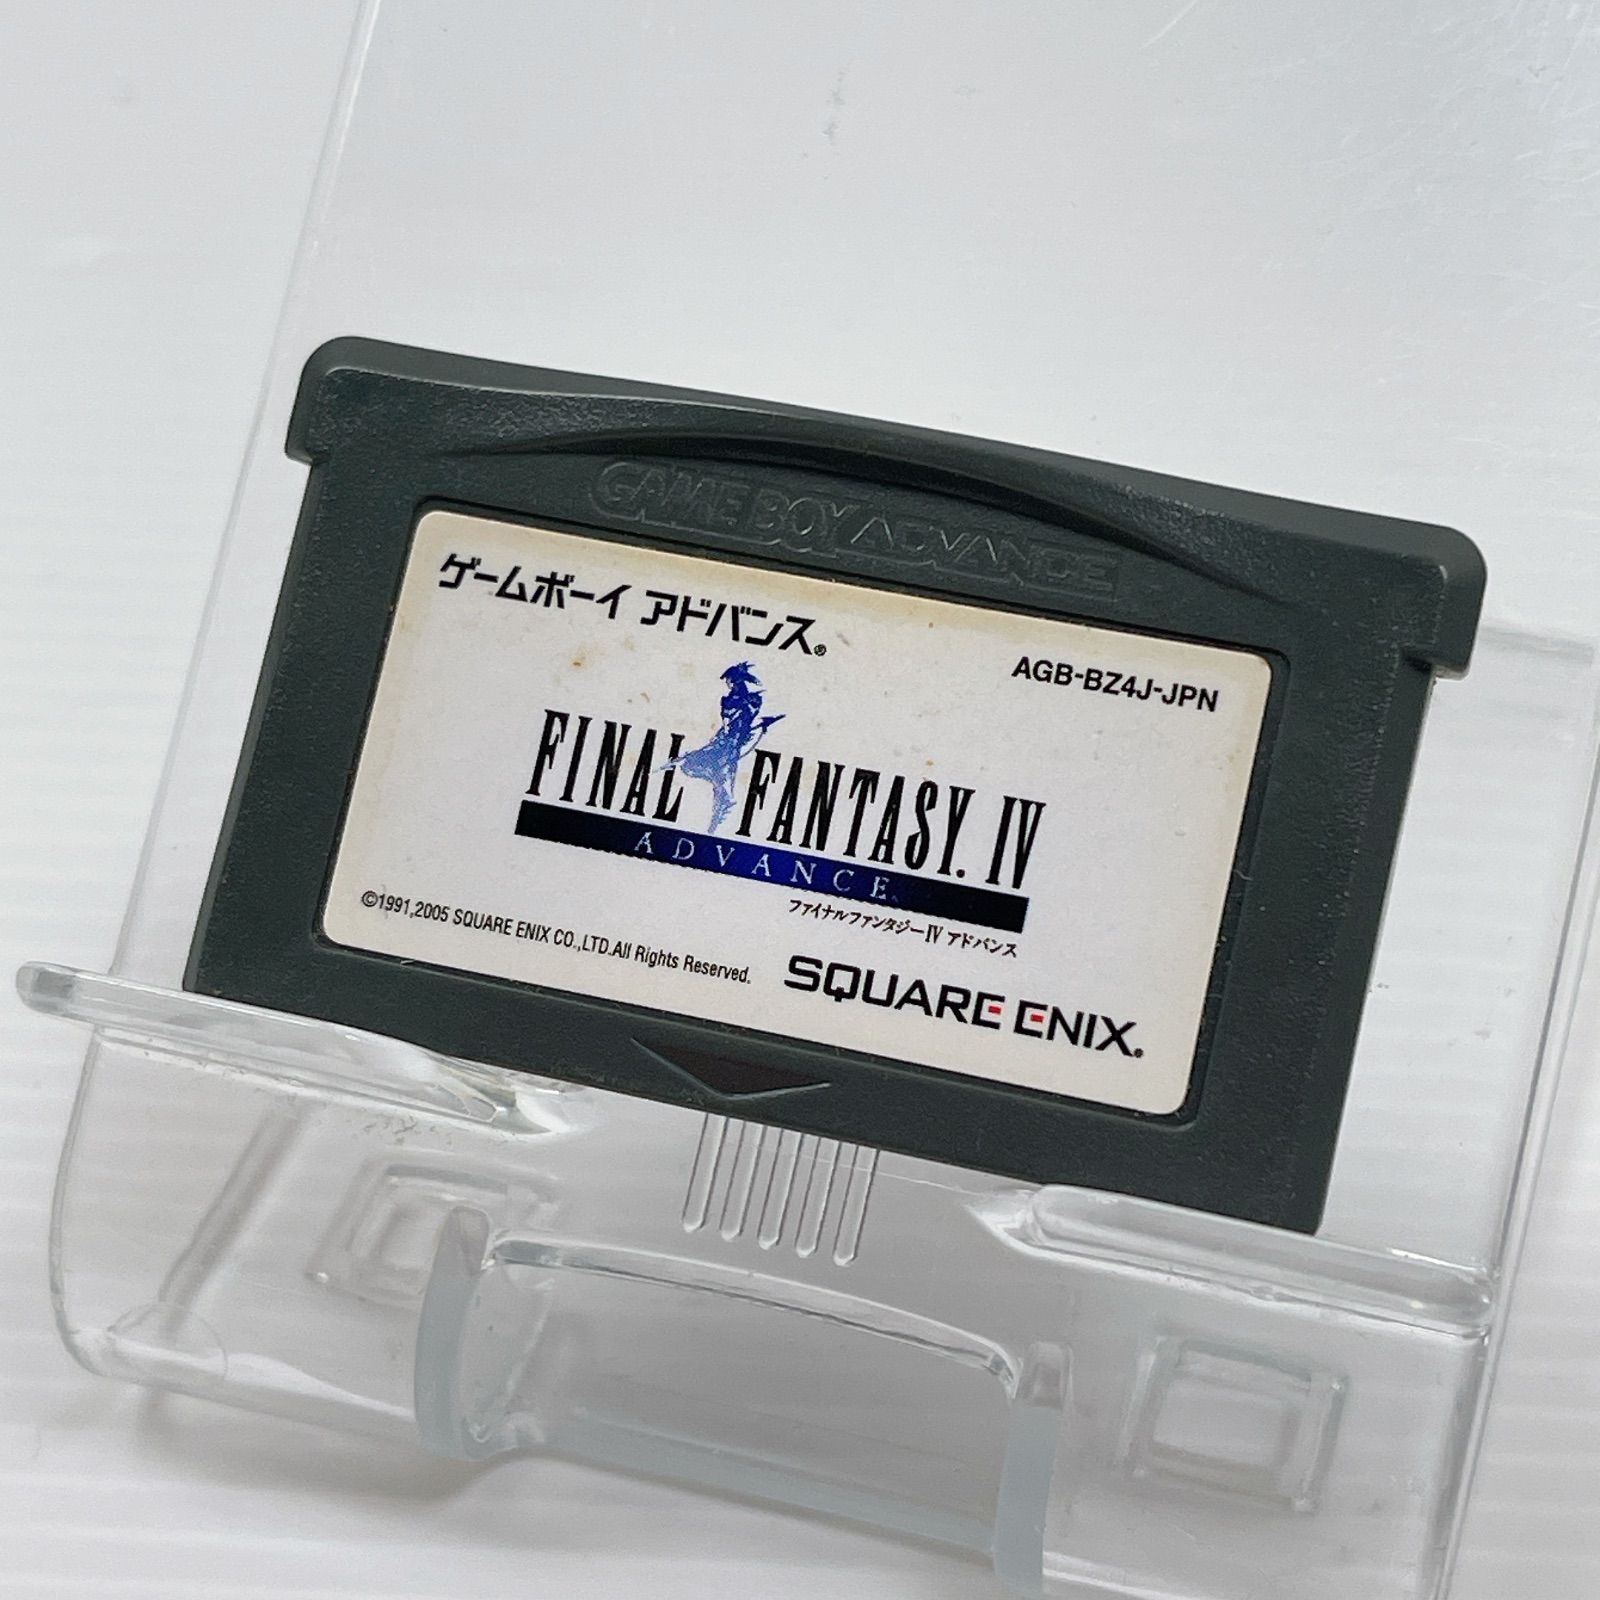 GAME BOY ADVANCE
ゲームボーイ アドバンス®
AGB-BZ4J-JPN
FINAL FANTASY. IV
ADVANCE
ファイナルファンタジーIV アドバンス
©1991,2005 SQUARE ENIX CO.,LTD.All Rights Reserved.
SQUARE ENIX.